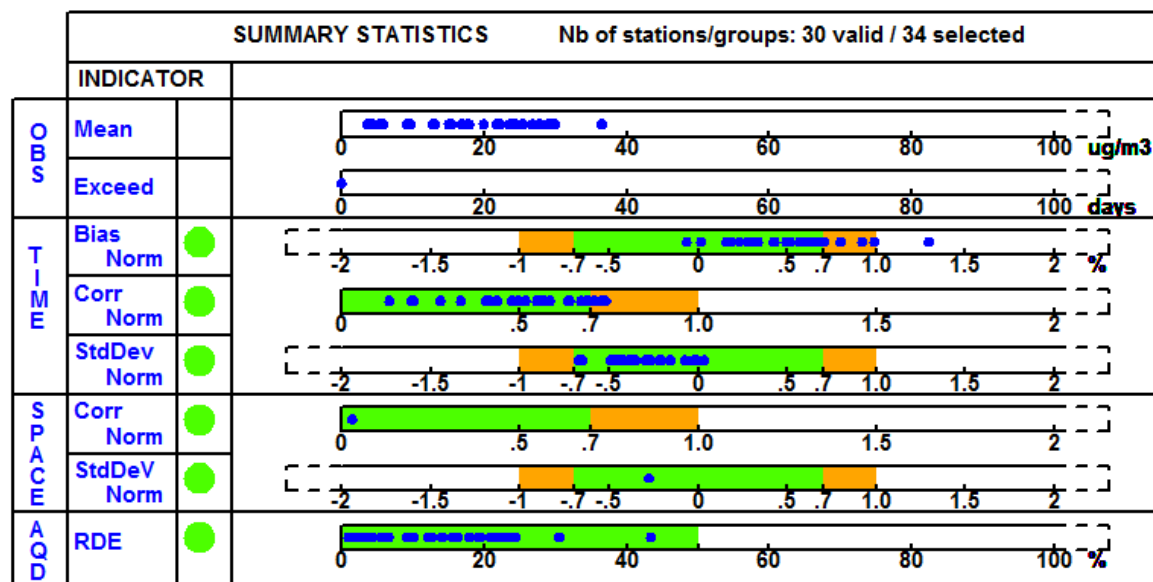 SUMMARY STATISTICS Nb of stations/groups: 30 valid / 34 selected
INDICATOR
OBS
Mean
0 20 40 60 80 100 ug/m3
Exceed
0 20 40 60 80 100 days
TIME
Bias
Norm
-2 -1.5 -1 -.7 -.5 0 .5 .7 1.0 1.5 2 %
Corr
Norm
0 .5 .7 1.0 1.5 2
StdDev
Norm
-2 -1.5 -1 -.7 -.5 0 .5 .7 1.0 1.5 2
SPACE
Corr
Norm
0 .5 .7 1.0 1.5 2
StdDeV
Norm
-2 -1.5 -1 -.7 -.5 0 .5 .7 1.0 1.5 2
AQD
RDE
0 20 40 60 80 100 %